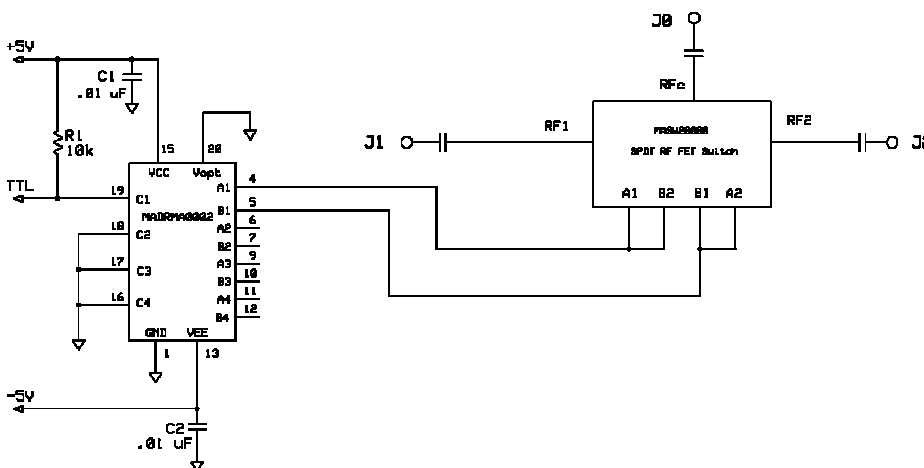 J0
+5V
C1
.01 uF
RFc
R1
10k
J1
RF1
RF2
SPDT RF FET Switch
15
20
VCC
Vopt
TTL
19
C1
A1
4
A1
B2
B1
A2
B1
5
18
C2
A2
6
B2
7
17
C3
A3
9
B3
10
16
C4
A4
11
B4
12
GND
VEE
1
13
-5V
C2
.01 uF